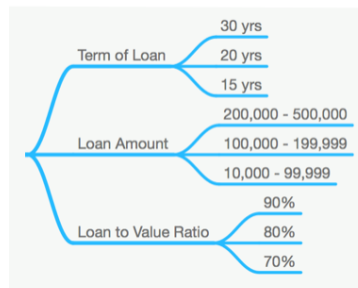 Term of Loan
30 yrs
20 yrs
15 yrs
Loan Amount
200,000 - 500,000
100,000 - 199,999
10,000 - 99,999
Loan to Value Ratio
90%
80%
70%